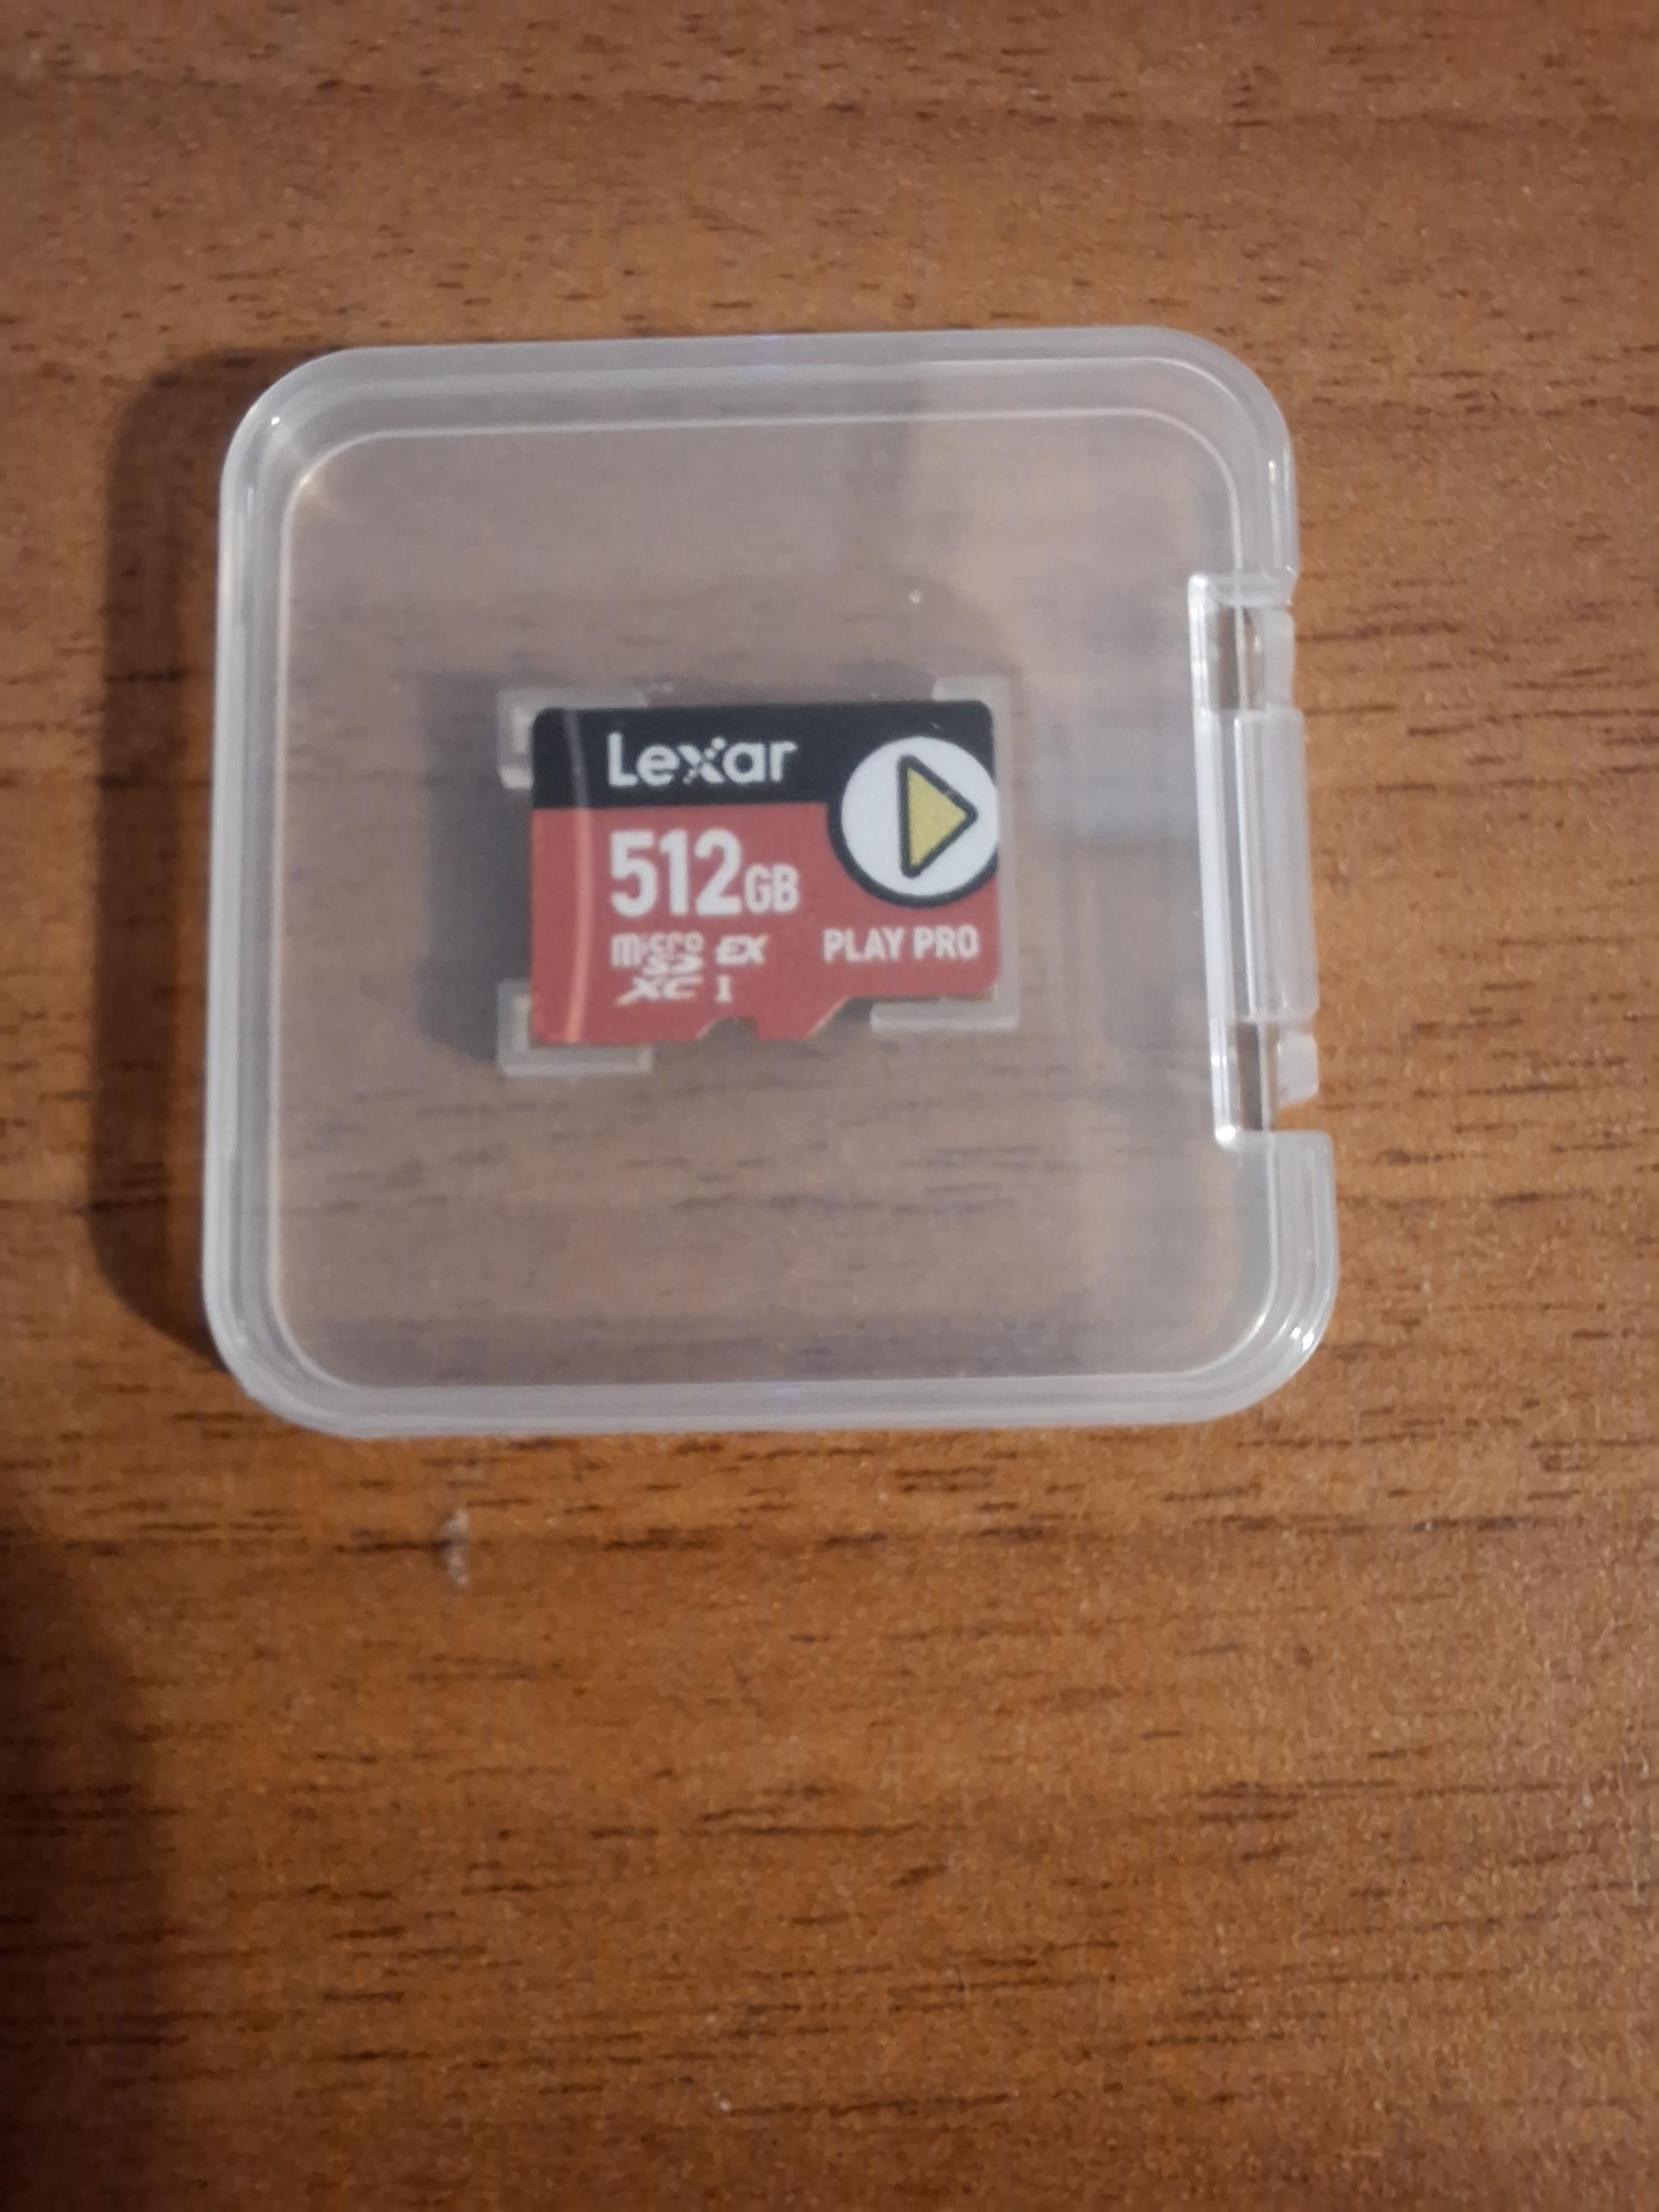 Lexar
512GB
micro SD XC EX I
PLAY PRO